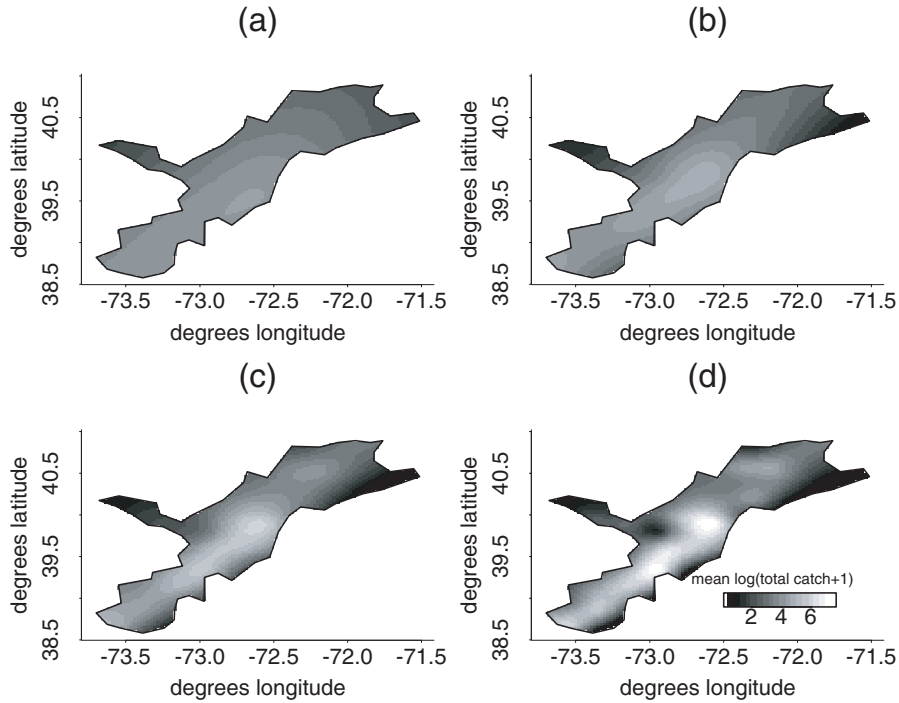 (a)
(b)
degrees latitude
40.5
39.5
38.5
-73.5 -73.0 -72.5 -72.0 -71.5
degrees longitude
degrees latitude
40.5
39.5
38.5
-73.5 -73.0 -72.5 -72.0 -71.5
degrees longitude
(c)
(d)
degrees latitude
40.5
39.5
38.5
-73.5 -73.0 -72.5 -72.0 -71.5
degrees longitude
degrees latitude
40.5
39.5
38.5
mean log(total catch+1)
2 4 6
-73.5 -73.0 -72.5 -72.0 -71.5
degrees longitude